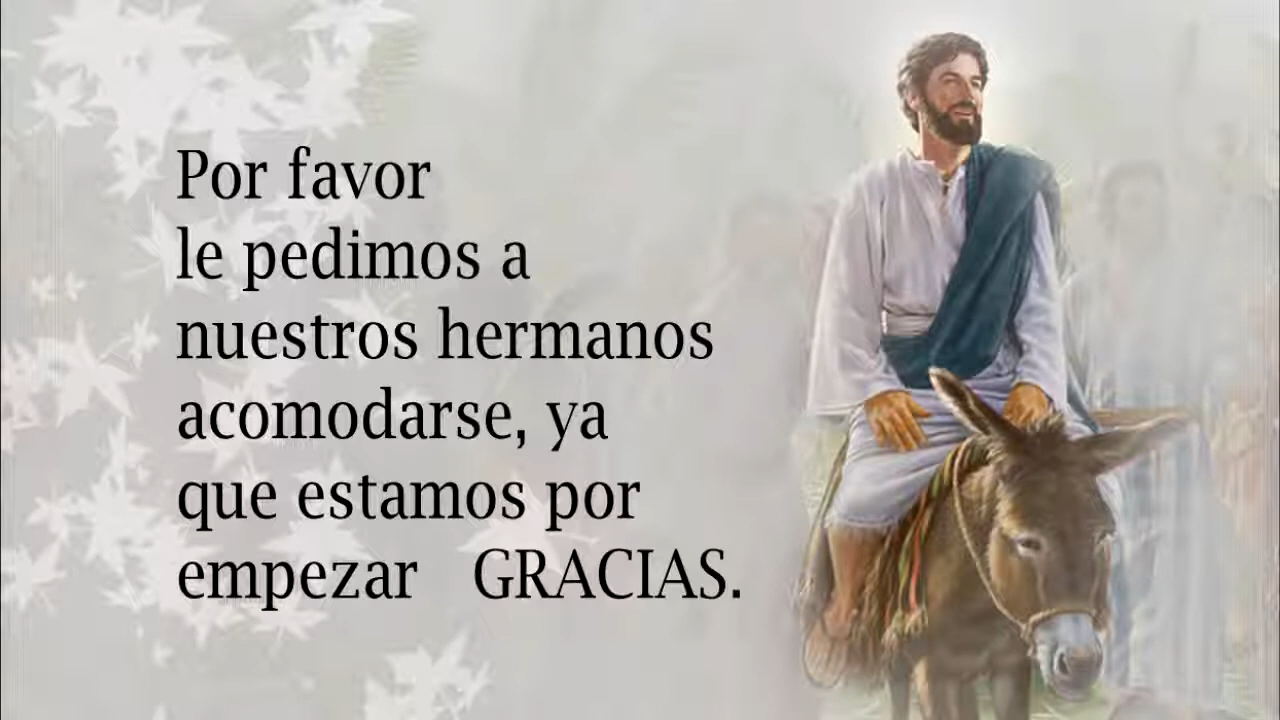 Por favor
le pedimos a
nuestros hermanos
acomodarse, ya
que estamos por
empezar GRACIAS.